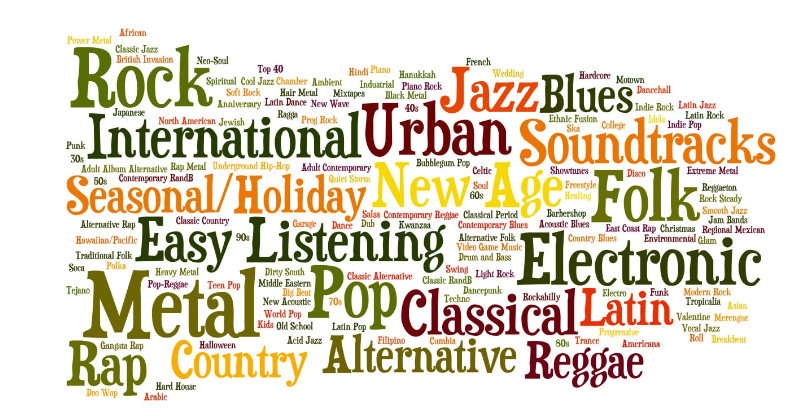 African
Power Metal
Classic Jazz
British Invasion
Rock
Neo-Soul
Top 40
Spiritual
Cool Jazz
Chamber
Ambient
Soft Rock
Hair Metal
Mixtapes
Anniversary
Latin Dance
New Wave
Hindi
Piano
Hanukkah
Industrial
Piano Rock
Black Metal
French
Wedding
Jazz
40s
Blues
Hardcore
Motown
Dancehall
Indie Rock
Latin Jazz
Latin Rock
Ethnic Fusion
Idols
Indie Pop
Ska
College
Japanese
North American
Jewish
Ragga
Prog Rock
Punk
International
Urban
Soundtracks
30s
Adult Album Alternative
Rap Metal
Underground Hip-Hop
Adult Contemporary
Bubblegum Pop
Celtic
Showtunes
Disco
Extreme Metal
50s
Contemporary RandB
Quiet Storm
Soul
60s
Freestyle
Healing
Reggaeton
Rock Steady
Seasonal/Holiday
New Age
Folk
Smooth Jazz
Jam Bands
Alternative Rap
Classic Country
Salsa
Contemporary Reggae
Classical Period
Barbershop
Garage
Dance
Dub
Kwanzaa
Contemporary Blues
Acoustic Blues
East Coast Rap
Christmas
Regional Mexican
Hawaiian/Pacific
Easy Listening
90s
Alternative Folk
Video Game Music
Drum and Bass
Country Blues
Environmental
Glam
Traditional Folk
Electronic
Soca
Polka
Heavy Metal
Dirty South
Middle Eastern
Classic Alternative
Swing
Light Rock
Classic RandB
Tejano
Pop-Reggae
Teen Pop
Big Beat
New Acoustic
70s
Pop
Techno
Dancepunk
Rockabilly
Electro
Funk
Modern Rock
Tropicalia
Asian
Metal
World Pop
Kids
Old School
Latin Pop
Classical
Latin
Valentine
Merengue
Vocal Jazz
Gangsta Rap
Halloween
Acid Jazz
Filipino
Cumbia
80s
Trance
Progressive
Americana
Roll
Breakbeat
Rap
Country
Alternative
Reggae
Hard House
Doo Wop
Arabic